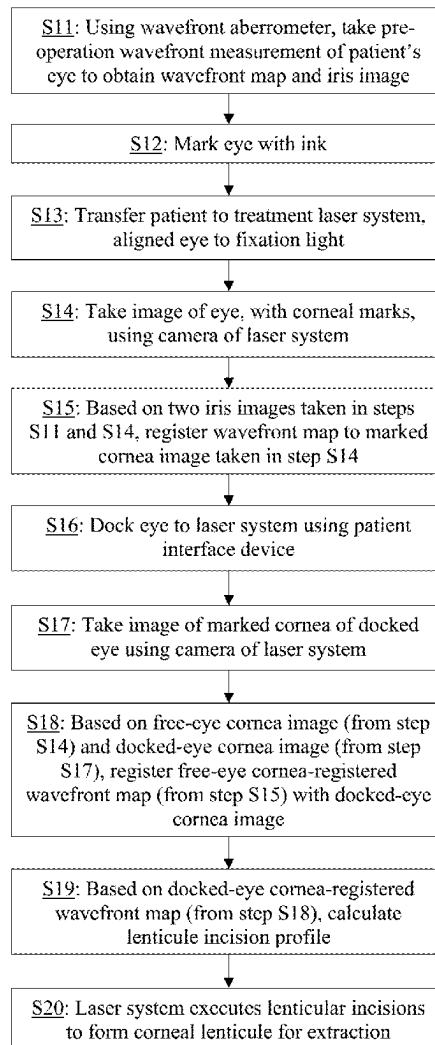 S11: Using wavefront aberrometer, take pre-
operation wavefront measurement of patient's
eye to obtain wavefront map and iris image
S12: Mark eye with ink
S13: Transfer patient to treatment laser system,
aligned eye to fixation light
S14: Take image of eye, with corneal marks,
using camera of laser system
S15: Based on two iris images taken in steps
S11 and S14, register wavefront map to marked
cornea image taken in step S14
S16: Dock eye to laser system using patient
interface device
S17: Take image of marked cornea of docked
eye using camera of laser system
S18: Based on free-eye cornea image (from step
S14) and docked-eye cornea image (from step
S17), register free-eye cornea-registered
wavefront map (from step S15) with docked-eye
cornea image
S19: Based on docked-eye cornea-registered
wavefront map (from step S18), calculate
lenticule incision profile
S20: Laser system executes lenticular incisions
to form corneal lenticule for extraction